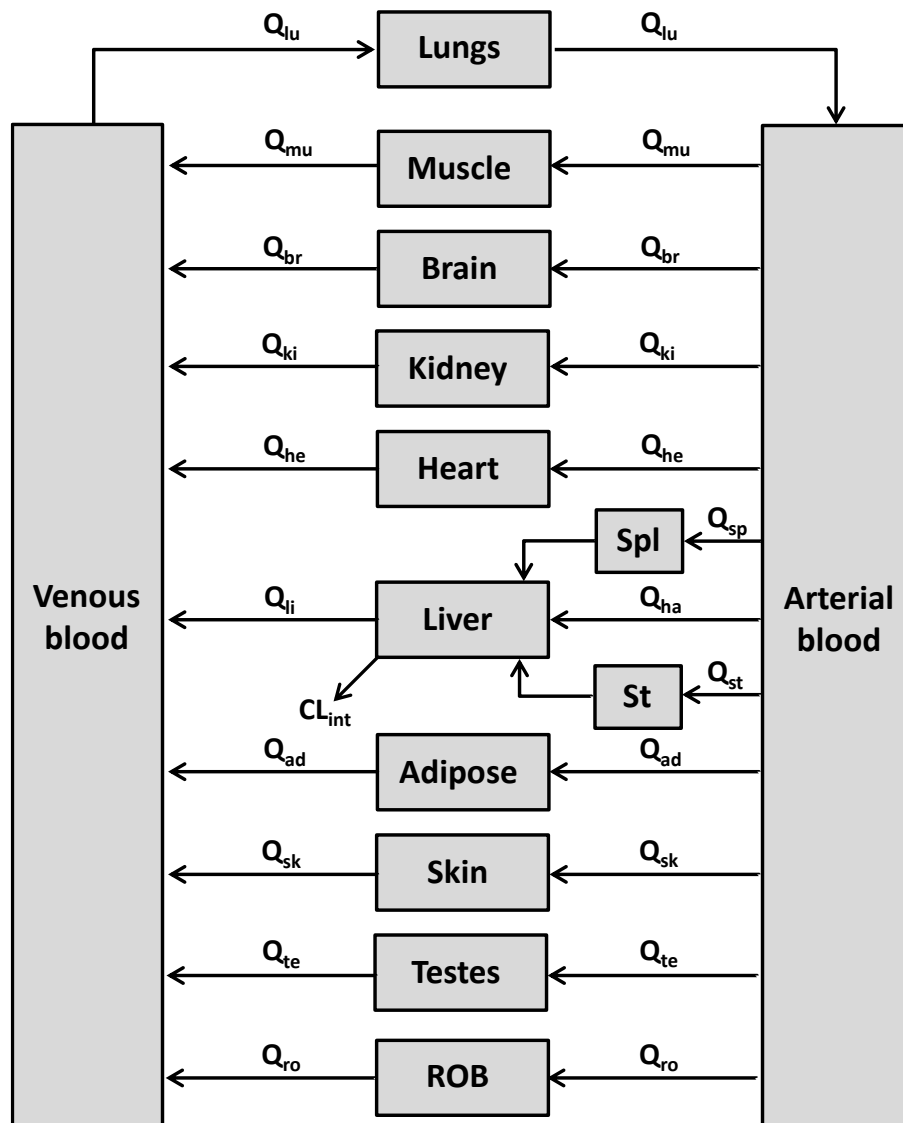 Q_lu Q_lu
Lungs
Q_mu Q_mu
Muscle
Q_br Q_br
Brain
Q_ki Q_ki
Kidney
Q_he Q_he
Heart
Q_sp
Spl
Venous
blood
Q_li Q_ha
Liver
Arterial
blood
Q_st
St
CL_int
Q_ad Q_ad
Adipose
Q_sk Q_sk
Skin
Q_te Q_te
Testes
Q_ro Q_ro
ROB